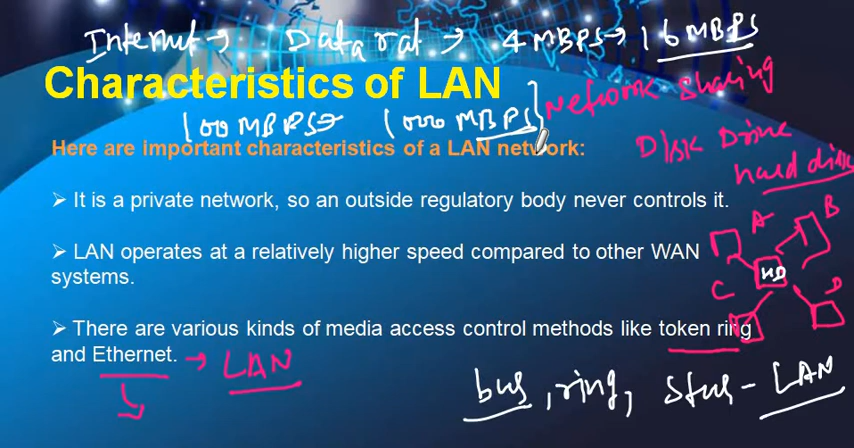 Internet → Data rat → 4 MBPS → 16 MBPS
Characteristics of LAN
Network sharing
100 MBPS → 1000 MBPS
Here are important characteristics of a LAN network:
Disk Drive
hard disk
➢ It is a private network, so an outside regulatory body never controls it.
A
B
➢ LAN operates at a relatively higher speed compared to other WAN
systems.
HD
C
D
➢ There are various kinds of media access control methods like token ring
and Ethernet. → LAN
bus, ring, - LAN